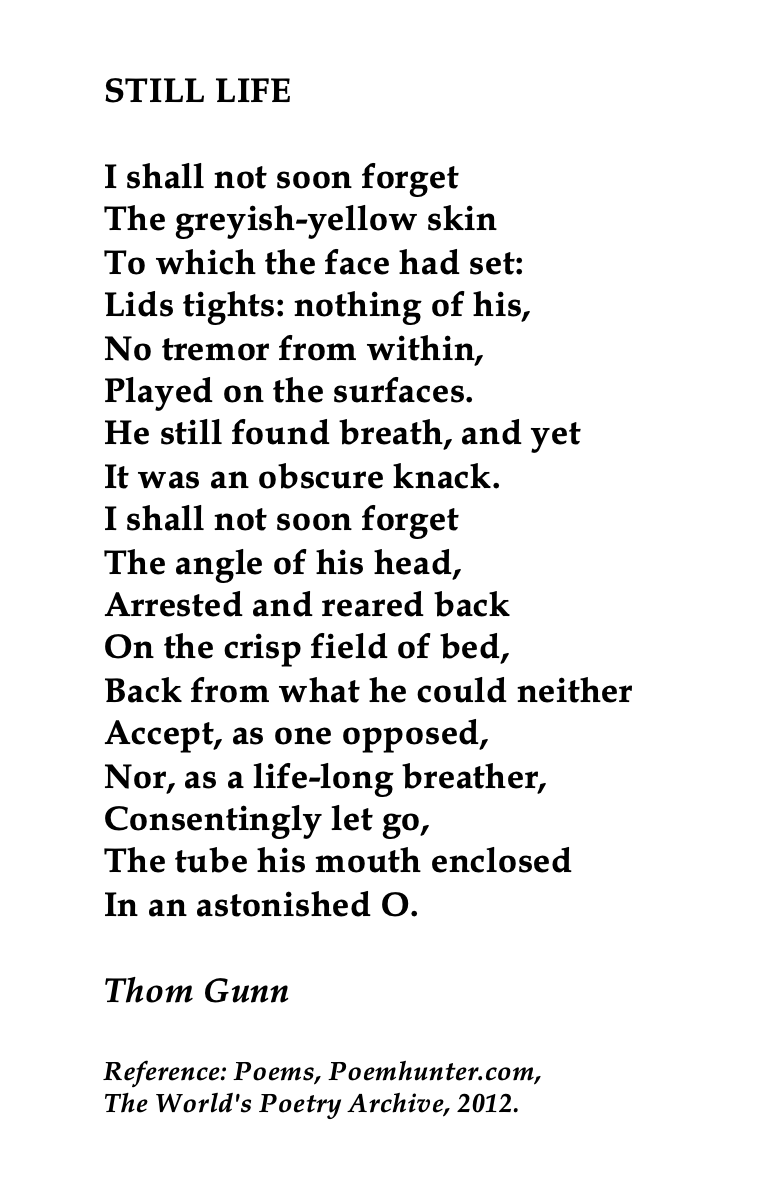 STILL LIFE
I shall not soon forget
The greyish-yellow skin
To which the face had set:
Lids tights: nothing of his,
No tremor from within,
Played on the surfaces.
He still found breath, and yet
It was an obscure knack.
I shall not soon forget
The angle of his head,
Arrested and reared back
On the crisp field of bed,
Back from what he could neither
Accept, as one opposed,
Nor, as a life-long breather,
Consentingly let go,
The tube his mouth enclosed
In an astonished O.
Thom Gunn
Reference: Poems, Poemhunter.com,
The World's Poetry Archive, 2012.